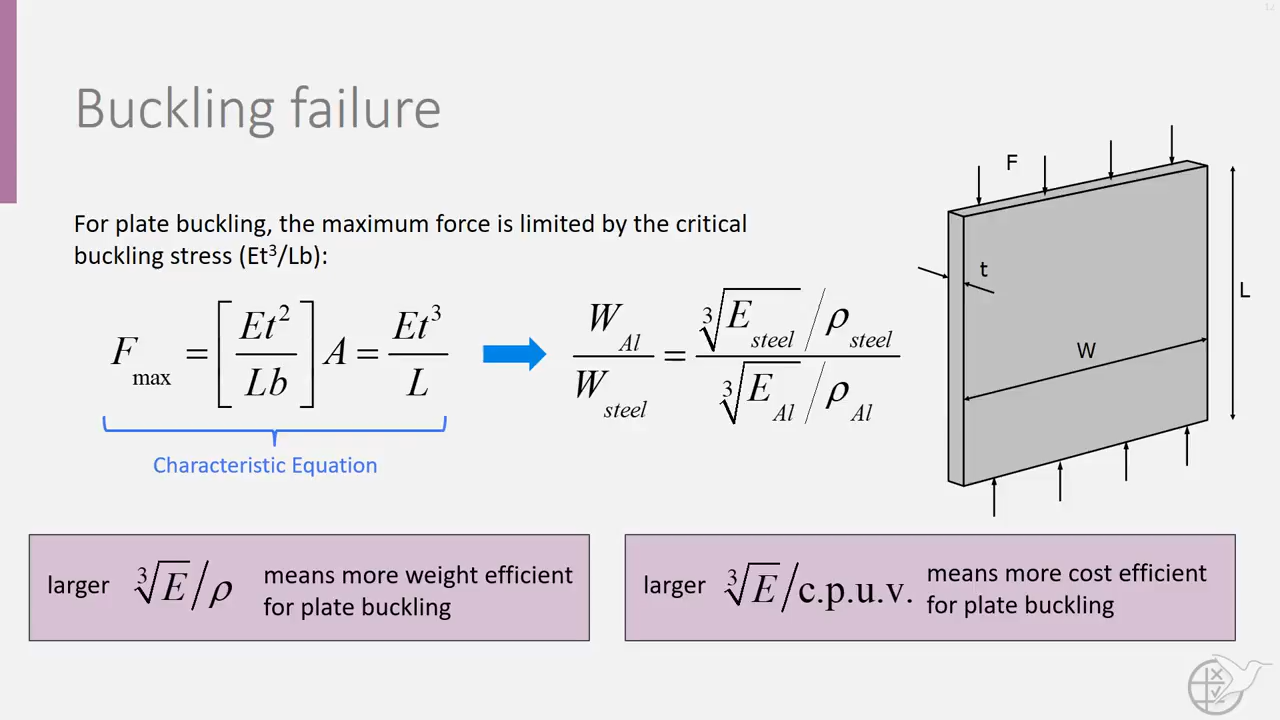 12
Buckling failure
For plate buckling, the maximum force is limited by the critical
buckling stress (Et³/Lb):
F_max = [Et²/Lb] A = Et³/L
W_Al/W_steel = (∛E_steel/ρ_steel)/(∛E_Al/ρ_Al)
Characteristic Equation
F
t
W
L
larger ∛E/ρ means more weight efficient
for plate buckling
larger ∛E/c.p.u.v. means more cost efficient
for plate buckling